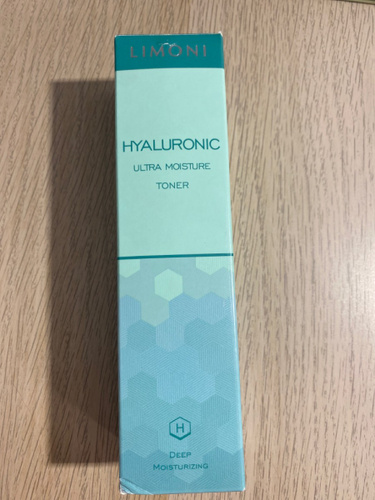 LIMONI
HYALURONIC
ULTRA MOISTURE
TONER
H
DEEP
MOISTURIZING